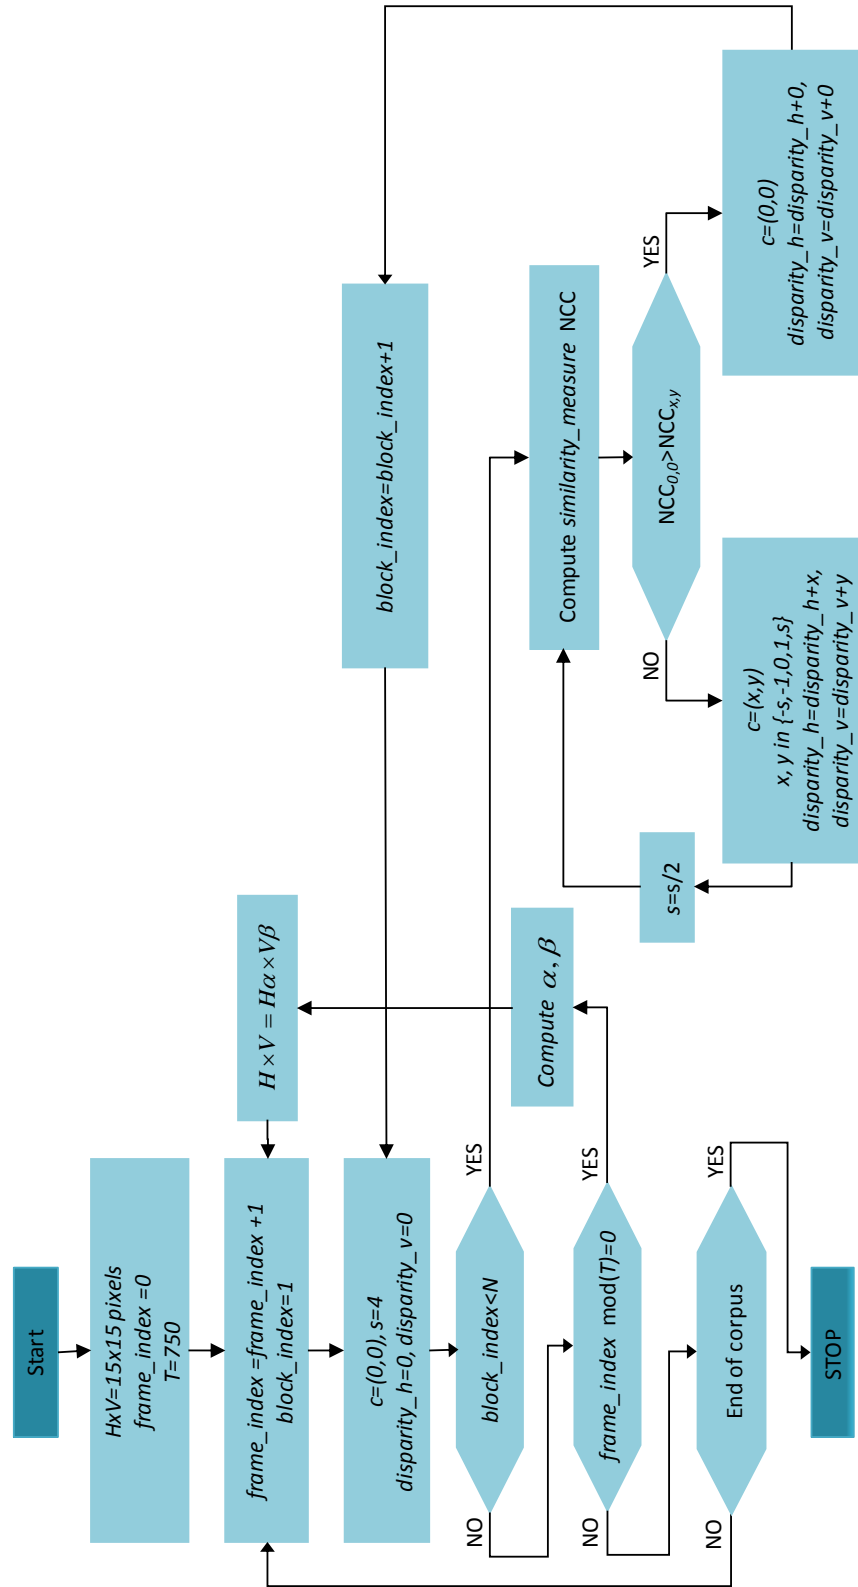 Start
HxV=15x15 pixels
frame_index =0
T=750
frame_index =frame_index +1
block_index=1
c=(0,0), s=4
disparity_h=0, disparity_v=0
block_index<N
YES
NO
frame_index mod(T)=0
YES
NO
End of corpus
YES
NO
STOP
H×V = Hα×Vβ
Compute α, β
block_index=block_index+1
Compute similarity_measure NCC
NCC0,0>NCCx,y
YES
NO
s=s/2
c=(x,y)
x, y in {-s,-1,0,1,s}
disparity_h=disparity_h+x,
disparity_v=disparity_v+y
c=(0,0)
disparity_h=disparity_h+0,
disparity_v=disparity_v+0